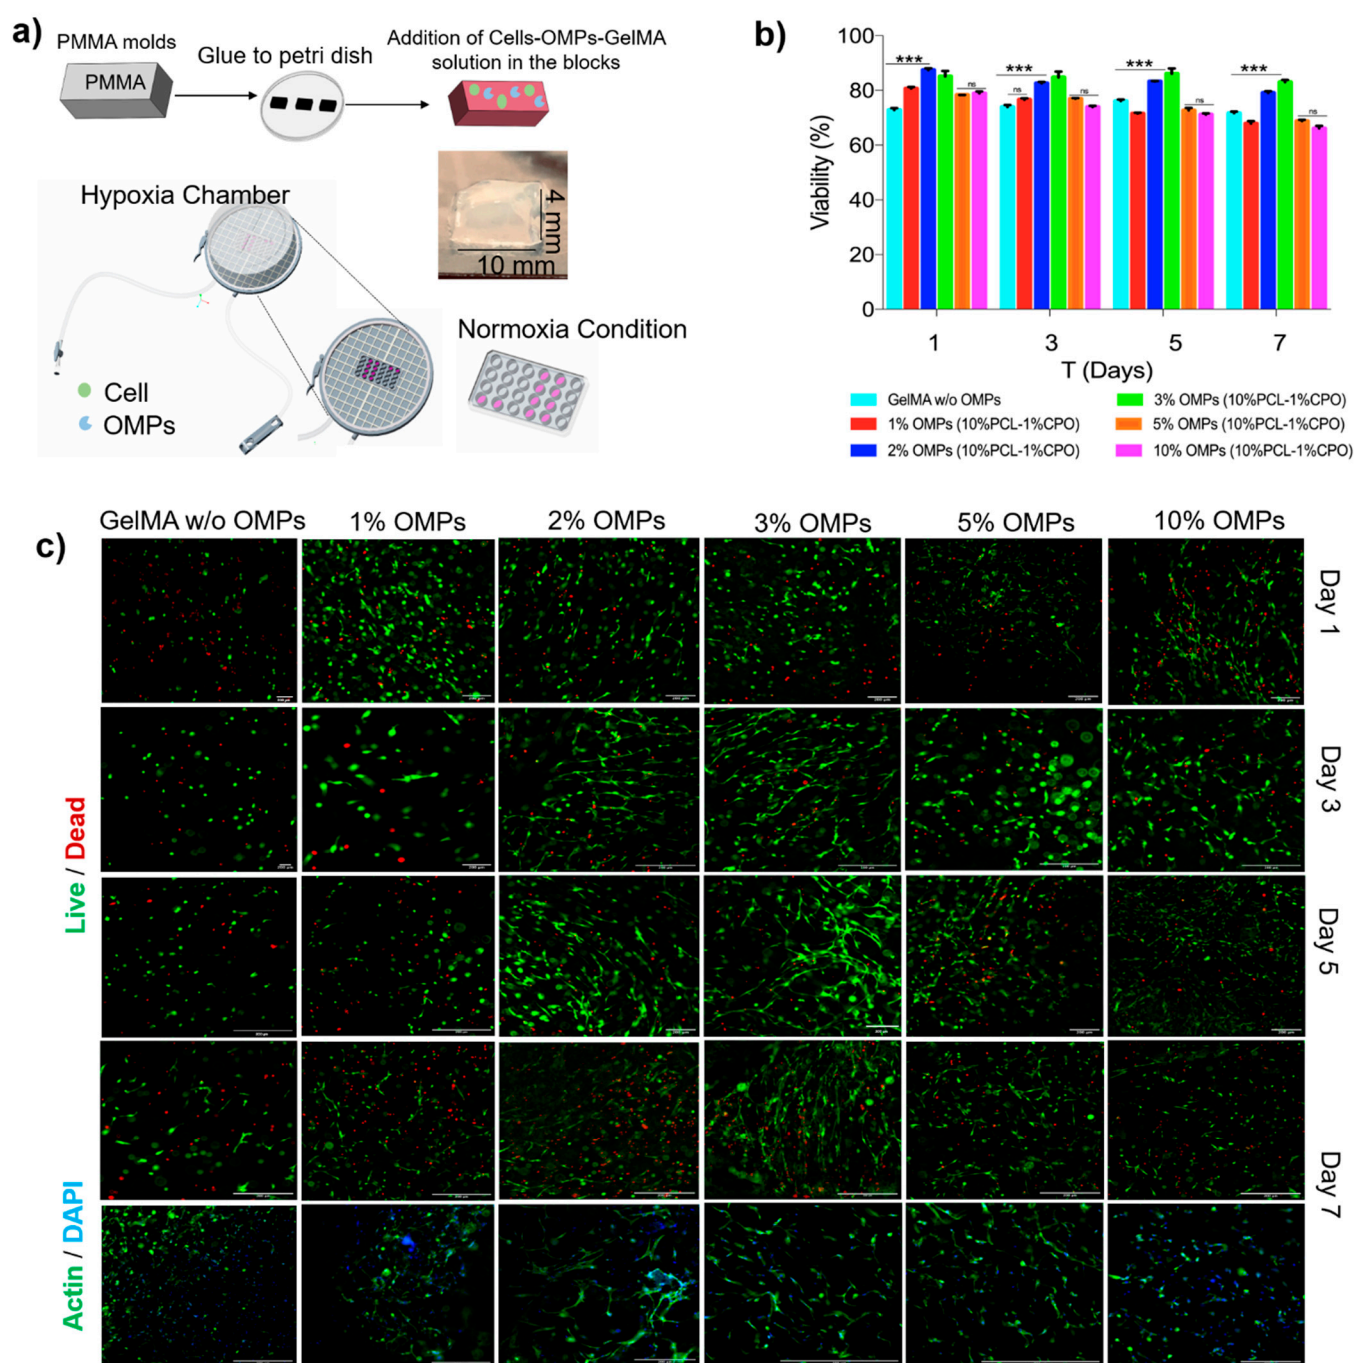 a)
PMMA molds
PMMA
Glue to petri dish
Addition of Cells-OMPs-GelMA
solution in the blocks
4 mm
10 mm
Hypoxia Chamber
Cell
OMPs
Normoxia Condition
b)
Viability (%)
100
80
60
40
20
0
*** ns
*** ns ns
*** ns
*** ns
1 3 5 7
T (Days)
GelMA w/o OMPs
1% OMPs (10%PCL-1%CPO)
2% OMPs (10%PCL-1%CPO)
3% OMPs (10%PCL-1%CPO)
5% OMPs (10%PCL-1%CPO)
10% OMPs (10%PCL-1%CPO)
c)
GelMA w/o OMPs 1% OMPs 2% OMPs 3% OMPs 5% OMPs 10% OMPs
Live / Dead
Actin / DAPI
Day 1
Day 3
Day 5
Day 7